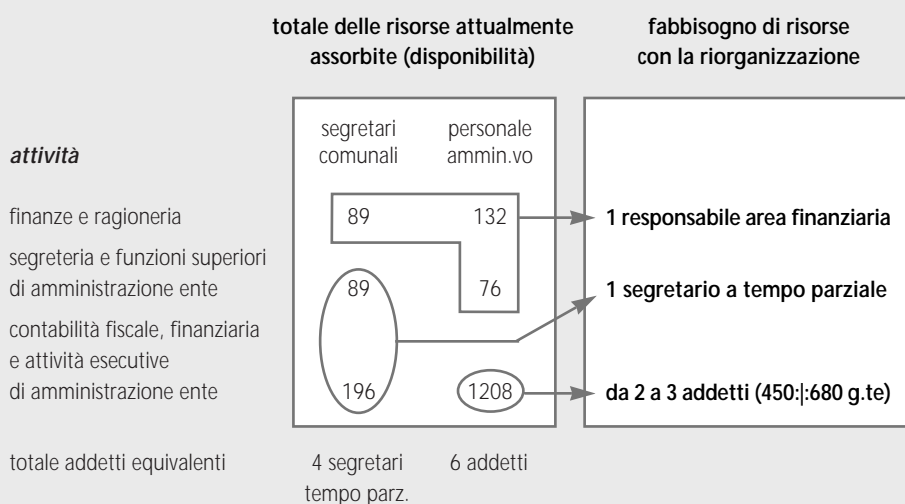 totale delle risorse attualmente
assorbite (disponibilità)
fabbisogno di risorse
con la riorganizzazione
attività
segretari
comunali
personale
ammin.vo
finanze e ragioneria
89
132
1 responsabile area finanziaria
segreteria e funzioni superiori
di amministrazione ente
89
76
1 segretario a tempo parziale
contabilità fiscale, finanziaria
e attività esecutive
di amministrazione ente
196
1208
da 2 a 3 addetti (450:|:680 g.te)
totale addetti equivalenti
4 segretari
tempo parz.
6 addetti